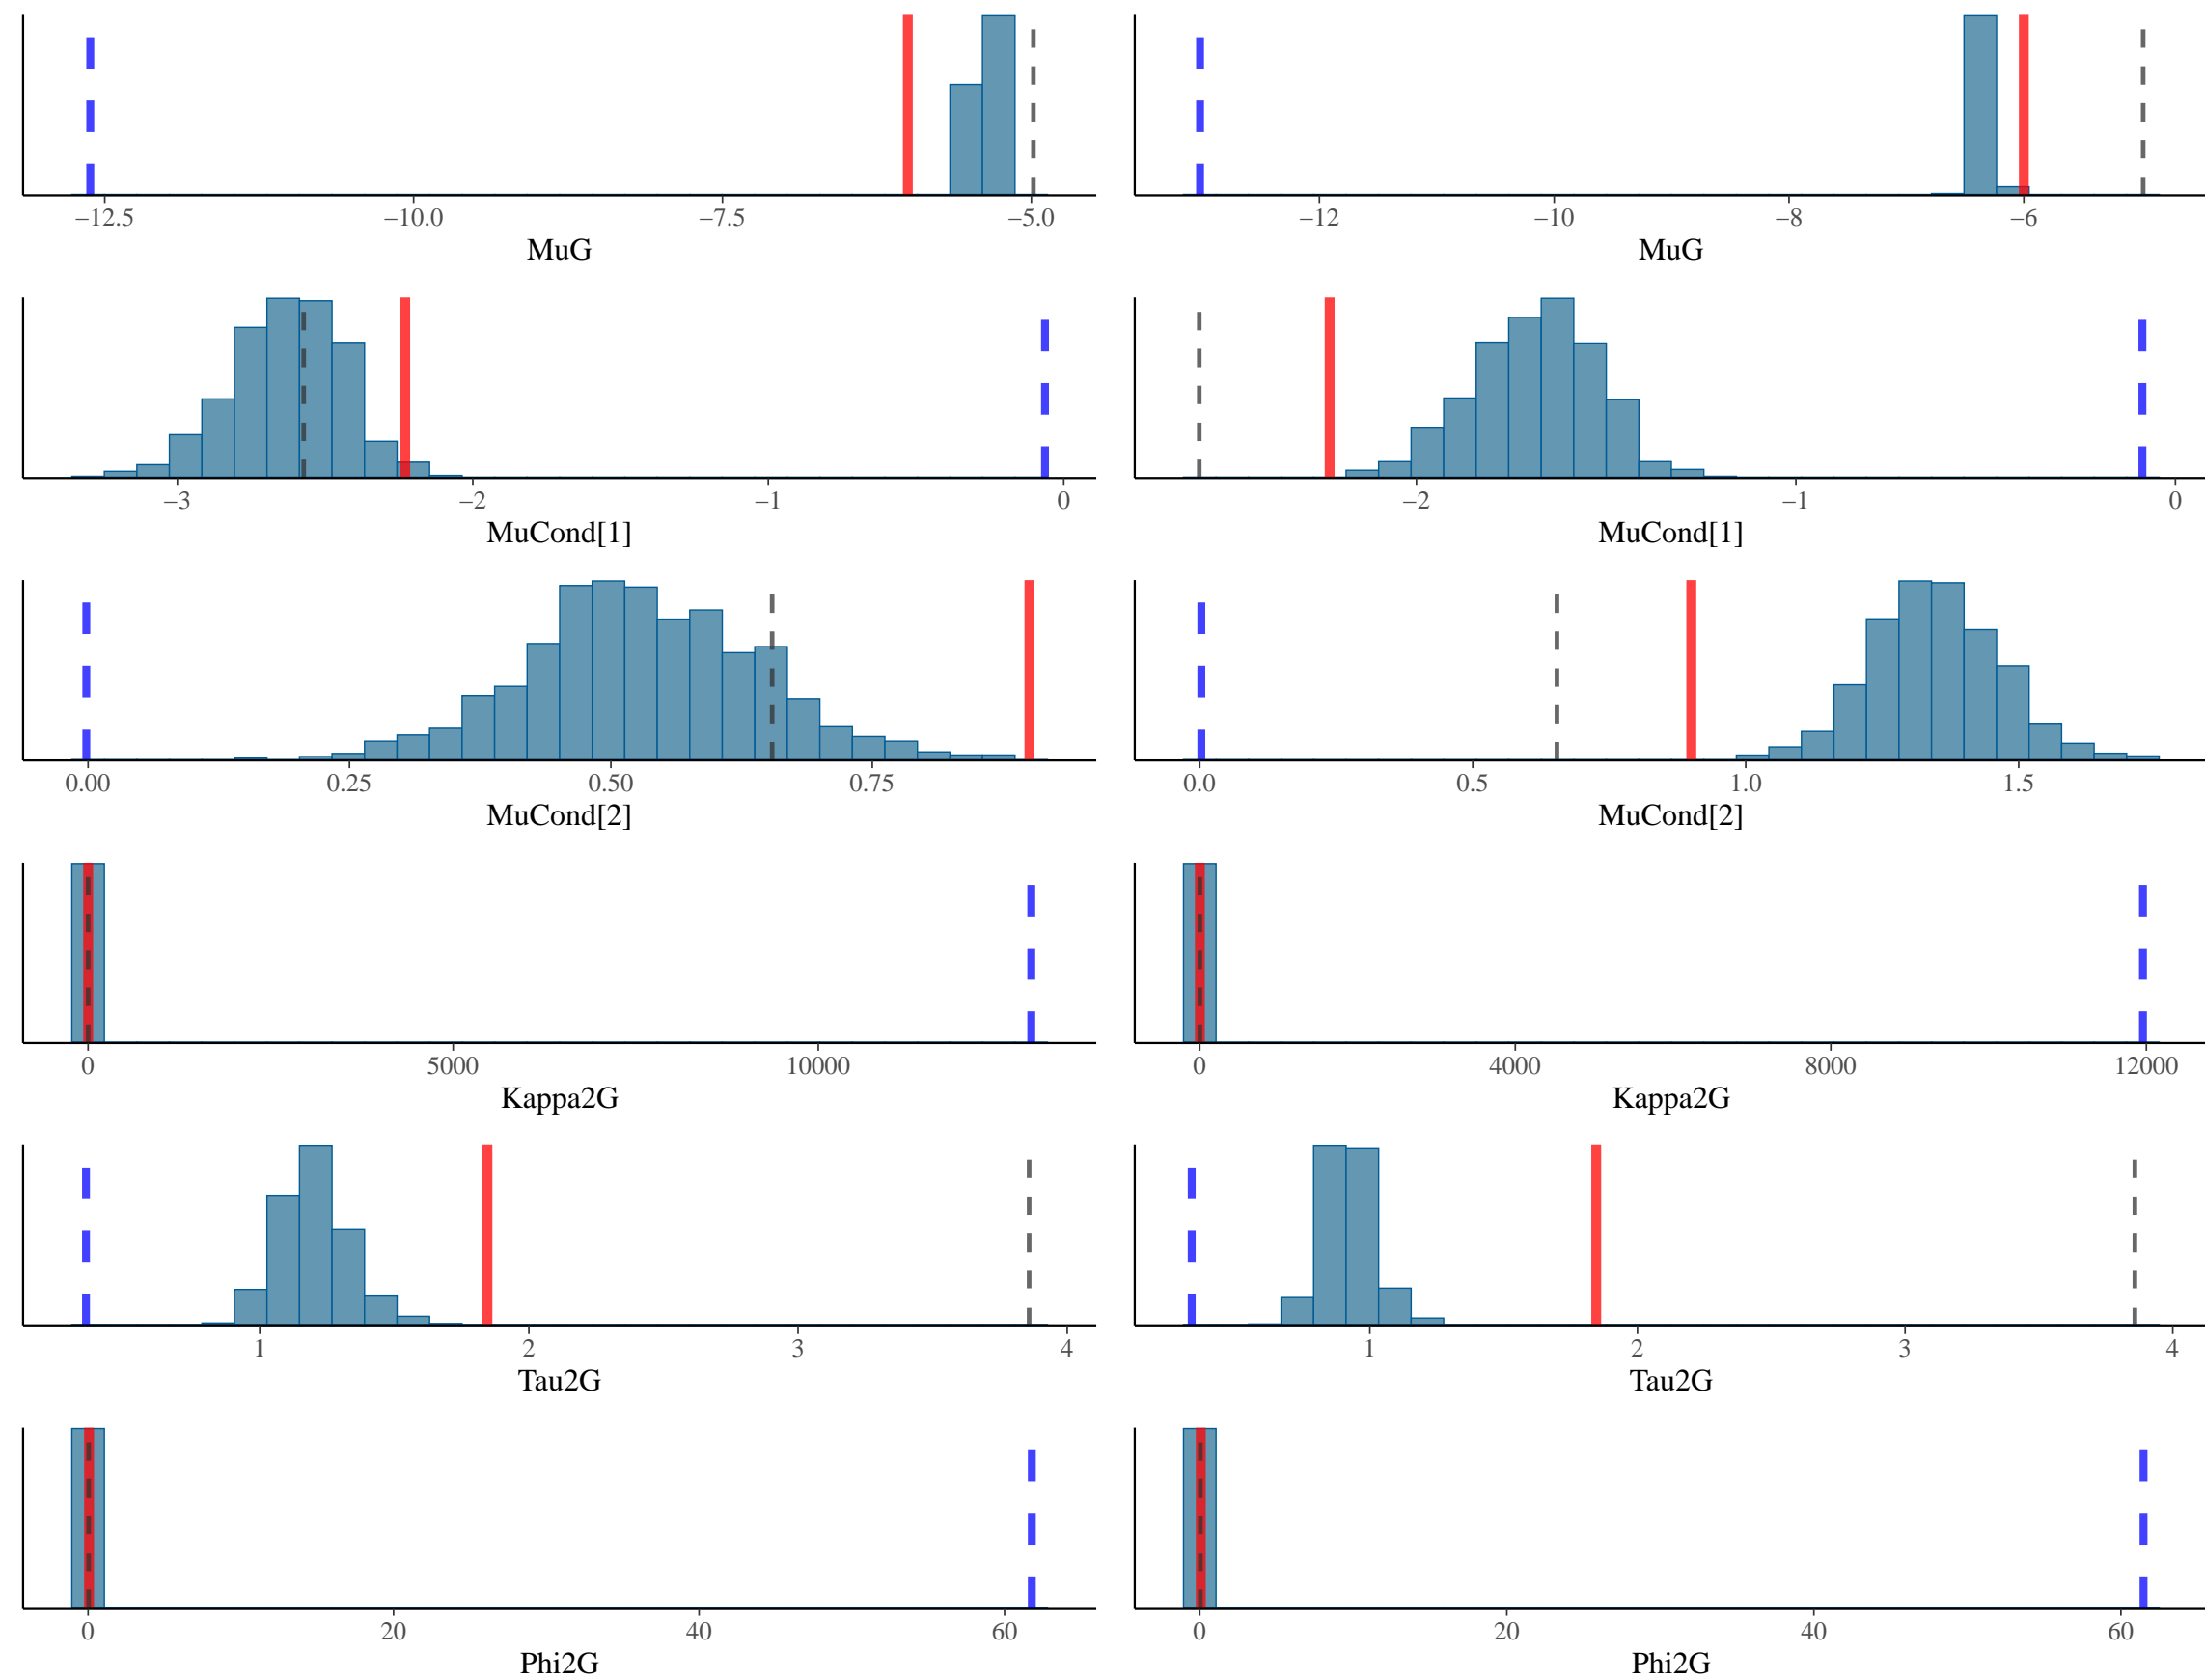 −12.5 −10.0 −7.5 −5.0 −12 −10 −8 −6
MuG MuG
−3 −2 −1 0 −2 −1 0
MuCond[1] MuCond[1]
0.00 0.25 0.50 0.75 0.0 0.5 1.0 1.5
MuCond[2] MuCond[2]
0 5000 10000 0 4000 8000 12000
Kappa2G Kappa2G
1 2 3 4 1 2 3 4
Tau2G Tau2G
0 20 40 60 0 20 40 60
Phi2G Phi2G